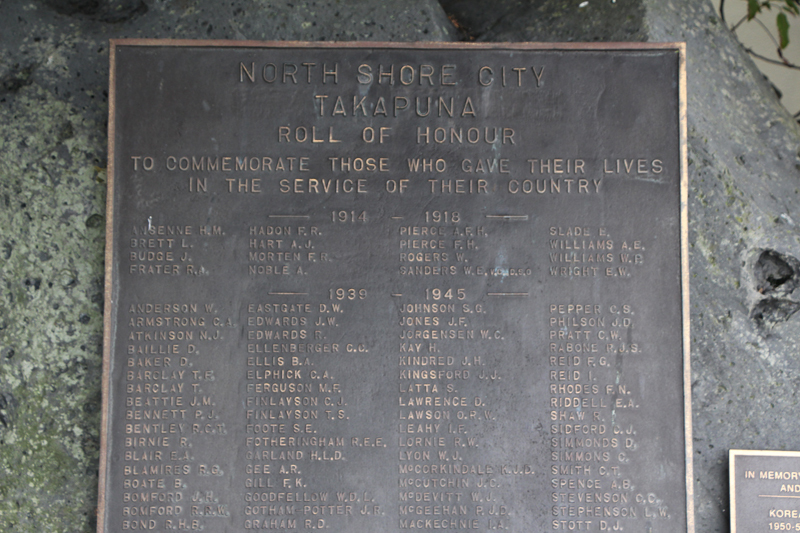 NORTH SHORE CITY
TAKAPUNA
ROLL OF HONOUR
TO COMMEMORATE THOSE WHO GAVE THEIR LIVES
IN THE SERVICE OF THEIR COUNTRY
1914 - 1918
H.M. HADON F.R. PIERCE A.F.H. SLADE E.
BRETT L. HART A.J. PIERCE F.H. WILLIAMS A.E.
BUDGE J. MORTEN F.R. ROGERS W. WILLIAMS W.P.
FRATER R.A. NOBLE A. SANDERS W.E. WRIGHT E.W.
1939 - 1945
ANDERSON W. EASTGATE D.W. JOHNSON S.G. PEPPER C.S.
ARMSTRONG C.A. EDWARDS J.W. JONES J.F. PHILSON J.D.
ATKINSON N.J. EDWARDS R. JORGENSEN W.C. PRATT C.W.
BAILLIE D. ELLENBERGER C.C. KAY H. RABONE P.J.S.
BAKER D. ELLIS B.A. KINDRED J.H. REID F.G.
BARCLAY T.F. ELPHICK C.A. KINGSFORD J.J. REID I.
BARCLAY T. FERGUSON M.F. LATTA S. RHODES F.N.
BEATTIE J.M. FINLAYSON C.J. LAWRENCE D. RIDDELL E.A.
BENNETT P.J. FINLAYSON T.S. LAWSON O.R.W. SHAW R.
BENTLEY R.C.T. FOOTE S.E. LEAHY I.F. SIDFORD C.J.
BIRNIE R. FOTHERINGHAM R.E.E. LORNIE R.W. SIMMONDS D.
BLAIR E.A. GARLAND H.L.D. LYON W.J. SIMMONS C.
BLAMIRES R.G. GEE A.R. McCORKINDALE K.J.D. SMITH C.T.
BOATE B. GILL F.K. McCUTCHIN J.C. SPENCE A.B.
BOMFORD J.H. GOODFELLOW W.D.L. McDEVITT W.J. STEVENSON C.C.
BOMFORD R.R.W. GOTHAM POTTER J.R. McGEEHAN P.J.D. STEPHENSON L.W.
BOND R.H.B. GRAHAM R.D. MACKECHNIE I.A. STOTT D.J.
IN MEMOR
AND
KORE
1950-5